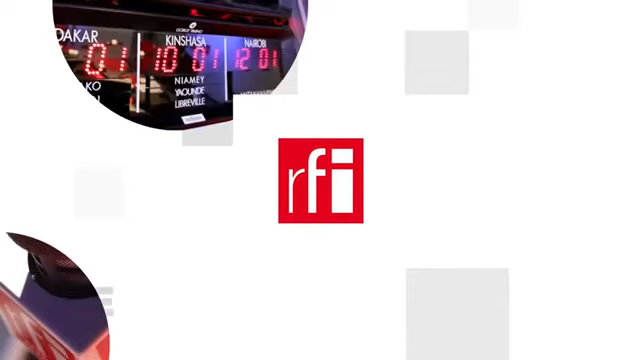 DAKAR
KINSHASA
NAIROBI
01
10 01
12 01
NIAMEY
YAOUNDE
LIBREVILLE
rfi